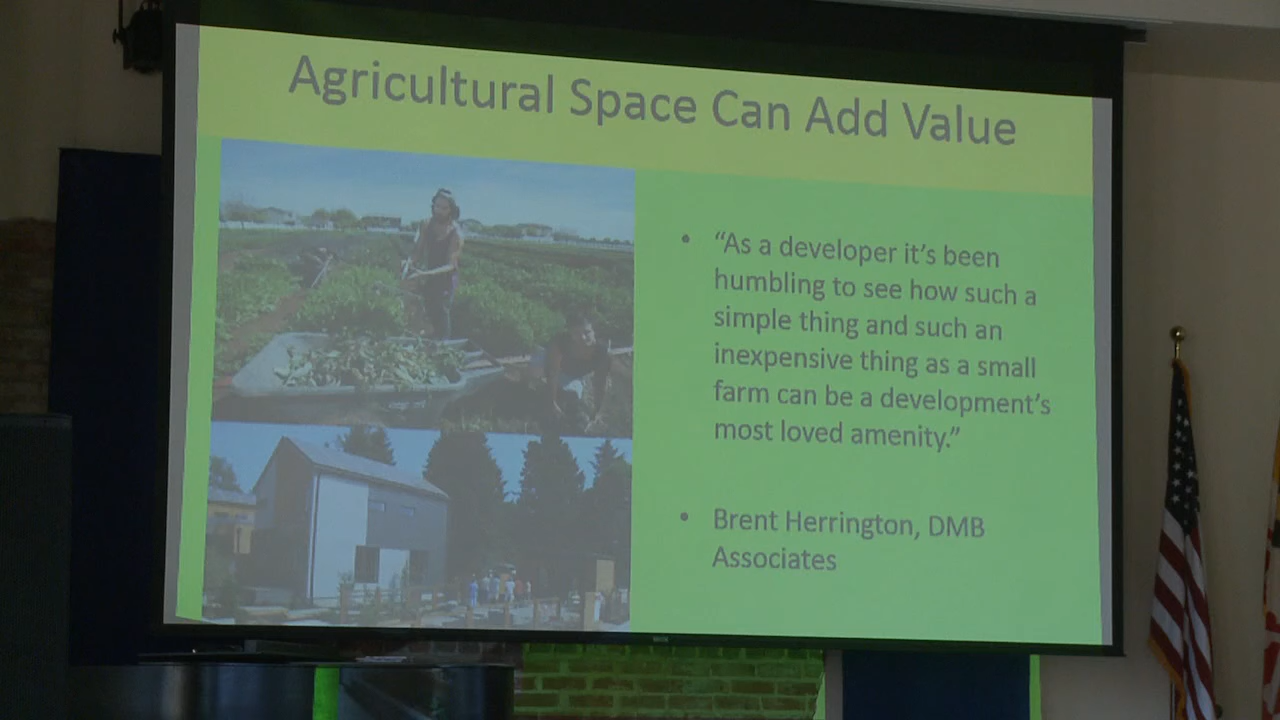 Agricultural Space Can Add Value
• “As a developer it’s been
humbling to see how such a
simple thing and such an
inexpensive thing as a small
farm can be a development’s
most loved amenity.”
• Brent Herrington, DMB
Associates